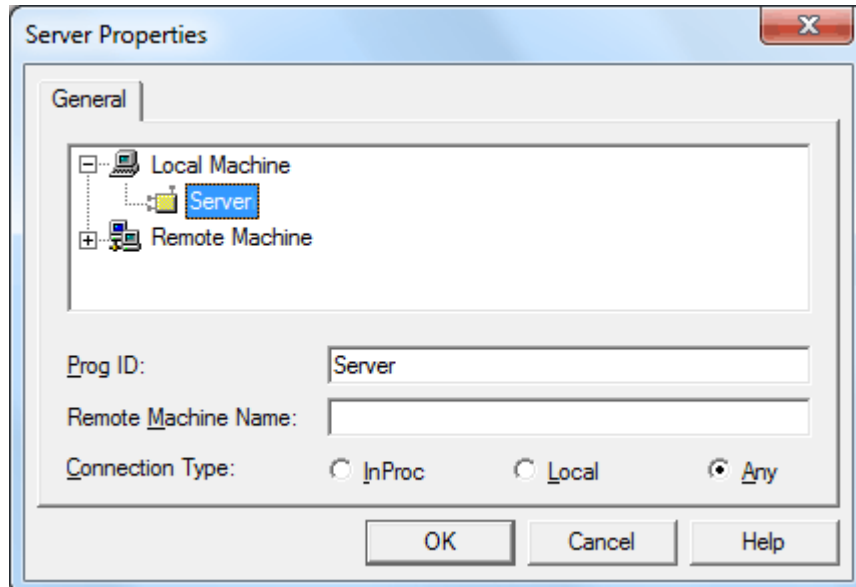 Server Properties
General
Local Machine
Server
Remote Machine
Prog ID: Server
Remote Machine Name:
Connection Type: InProc Local Any
OK Cancel Help